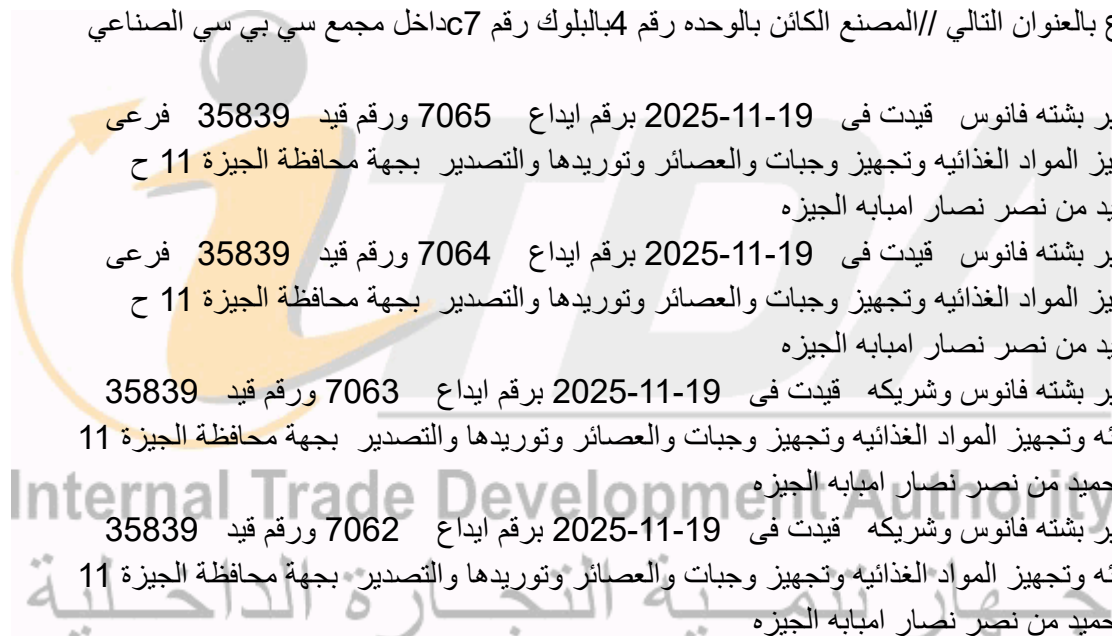 ع بالعنوان التالي //المصنع الكائن بالوحده رقم 4بالبلوك رقم c7داخل مجمع سي بي سي الصناعي
ير بشته فانوس قيدت فى 19-11-2025 برقم ايداع 7065 ورقم قيد 35839 فرعى
يز المواد الغذائيه وتجهيز وجبات والعصائر وتوريدها والتصدير بجهة محافظة الجيزة 11 ح
يد من نصر نصار امبابه الجيزه
ير بشته فانوس قيدت فى 19-11-2025 برقم ايداع 7064 ورقم قيد 35839 فرعى
يز المواد الغذائيه وتجهيز وجبات والعصائر وتوريدها والتصدير بجهة محافظة الجيزة 11 ح
يد من نصر نصار امبابه الجيزه
ير بشته فانوس وشريكه قيدت فى 19-11-2025 برقم ايداع 7063 ورقم قيد 35839
ئه وتجهيز المواد الغذائيه وتجهيز وجبات والعصائر وتوريدها والتصدير بجهة محافظة الجيزة 11
حميد من نصر نصار امبابه الجيزه
Internal Trade Development Authority
ير بشته فانوس وشريكه قيدت فى 19-11-2025 برقم ايداع 7062 ورقم قيد 35839
ئه وتجهيز المواد الغذائيه وتجهيز وجبات والعصائر وتوريدها والتصدير بجهة محافظة الجيزة 11
جهاز تنمية التجارة الداخلية
حميد من نصر نصار امبابه الجيزه